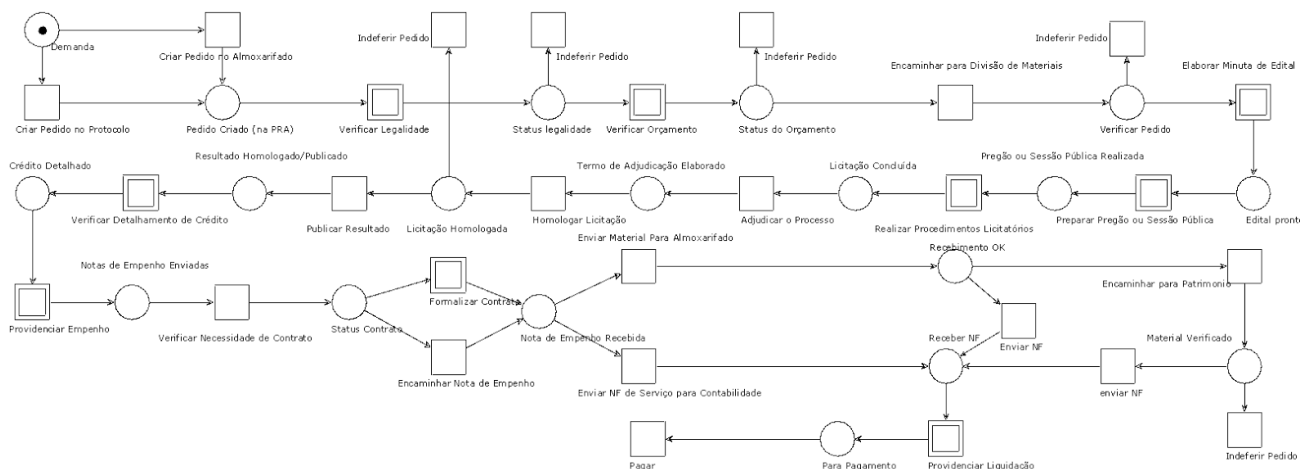 Demanda
Criar Pedido no Almoxarifado
Indeferir Pedido
Indeferir Pedido
Indeferir Pedido
Encaminhar para Divisão de Materiais
Indeferir Pedido
Elaborar Minuta de Edital
Criar Pedido no Protocolo
Pedido Criado (na PRA)
Verificar Legalidade
Status legalidade
Verificar Orçamento
Status do Orçamento
Verificar Pedido
Crédito Detalhado
Resultado Homologado/Publicado
Termo de Adjudicação Elaborado
Licitação Concluída
Pregão ou Sessão Pública Realizada
Verificar Detalhamento de Crédito
Publicar Resultado
Licitação Homologada
Homologar Licitação
Adjudicar o Processo
Realizar Procedimentos Licitatórios
Preparar Pregão ou Sessão Pública
Edital pronto
Notas de Empenho Enviadas
Enviar Material Para Almoxarifado
Recebimento OK
Providenciar Empenho
Verificar Necessidade de Contrato
Status Contrato
Formalizar Contrato
Nota de Empenho Recebida
Receber NF
Enviar NF
Encaminhar para Patrimonio
Material Verificado
Encaminhar Nota de Empenho
Enviar NF de Serviço para Contabilidade
enviar NF
Pagar
Para Pagamento
Providenciar Liquidação
Indeferir Pedido